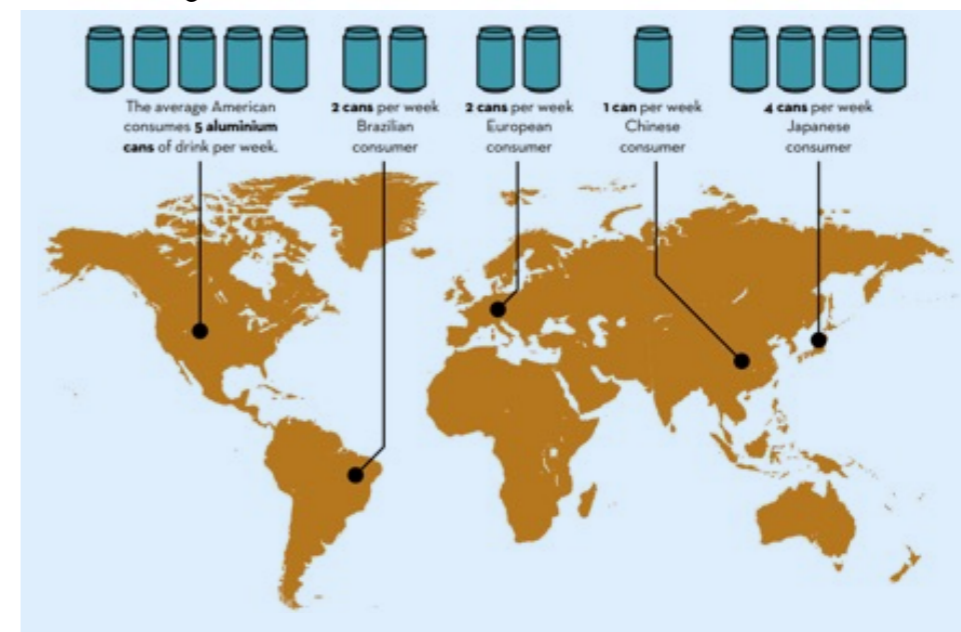 The average American
consumes 5 aluminium
cans of drink per week.
2 cans per week
Brazilian
consumer
2 cans per week
European
consumer
1 can per week
Chinese
consumer
4 cans per week
Japanese
consumer